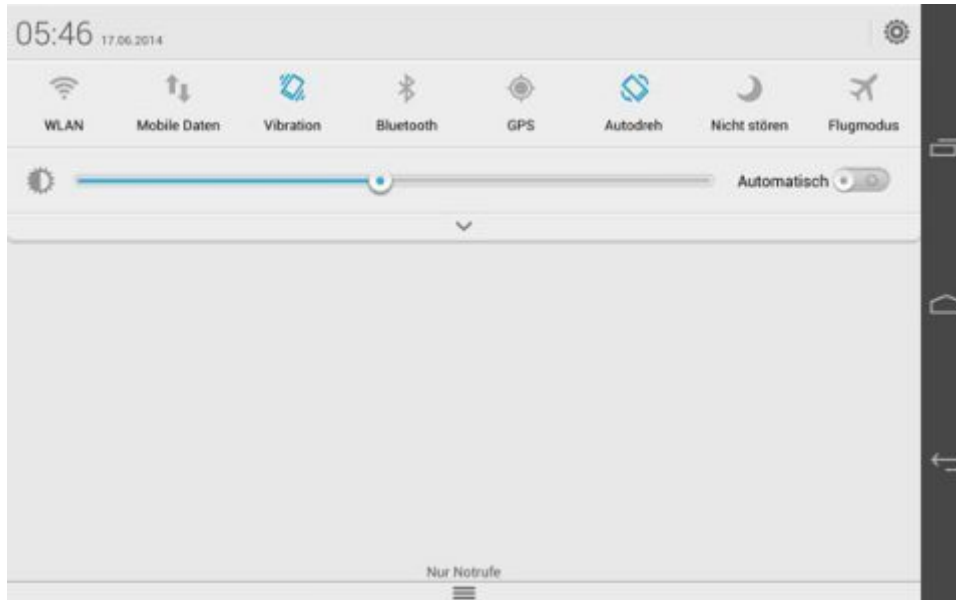 05:46 17.06.2014
WLAN Mobile Daten Vibration Bluetooth GPS Autodreh Nicht stören Flugmodus
Automatisch
Nur Notrufe